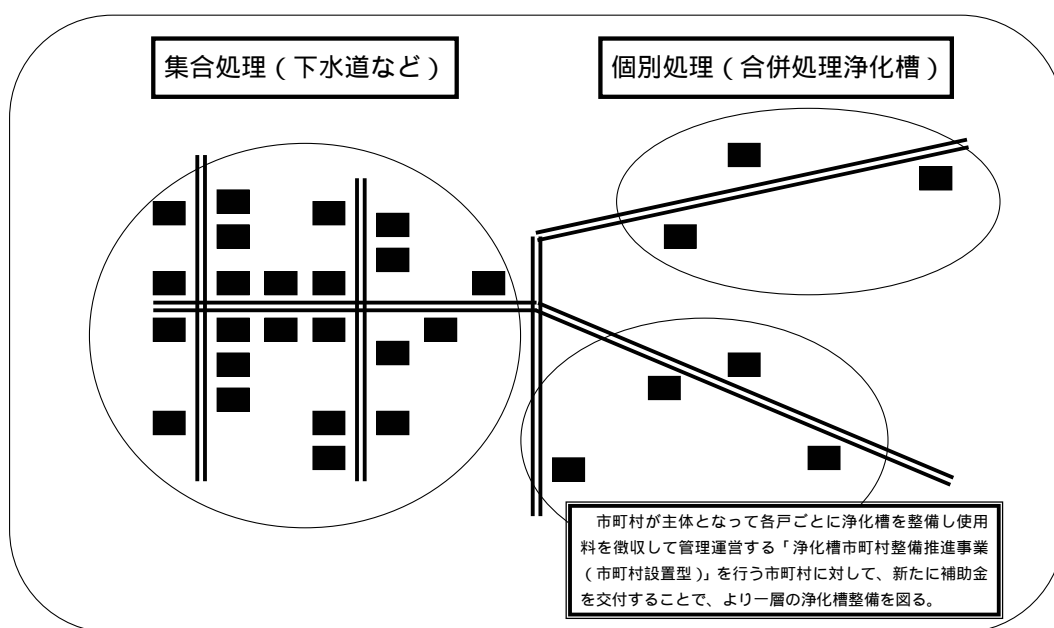 集合処理（下水道など）
個別処理（合併処理浄化槽）
市町村が主体となって各戸ごとに浄化槽を整備し使用
料を徴収して管理運営する「浄化槽市町村整備推進事業
（市町村設置型）」を行う市町村に対して、新たに補助金
を交付することで、より一層の浄化槽整備を図る。